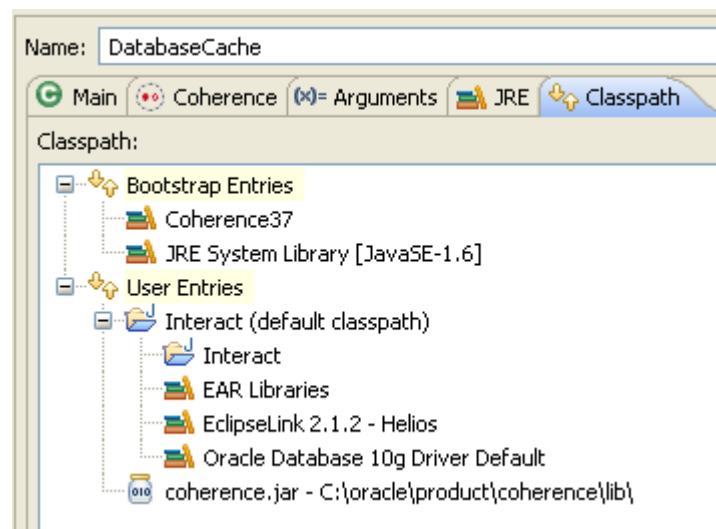 Name: DatabaseCache
Main Coherence (x)= Arguments JRE Classpath
Classpath:
Bootstrap Entries
Coherence37
JRE System Library [JavaSE-1.6]
User Entries
Interact (default classpath)
Interact
EAR Libraries
EclipseLink 2.1.2 - Helios
Oracle Database 10g Driver Default
coherence.jar - C:\oracle\product\coherence\lib\